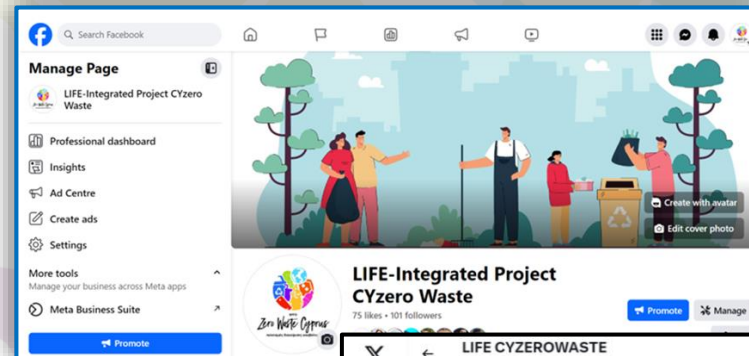 Search Facebook
Manage Page
LIFE-Integrated Project CYzero
Waste
Professional dashboard
Insights
Ad Centre
Create ads
Settings
More tools
Manage your business across Meta apps
Meta Business Suite
Promote
Create with avatar
Edit cover photo
Zero Waste Cyprus
LIFE-Integrated Project
CYzero Waste
75 likes • 101 followers
Promote
Manage
LIFE CYZEROWASTE